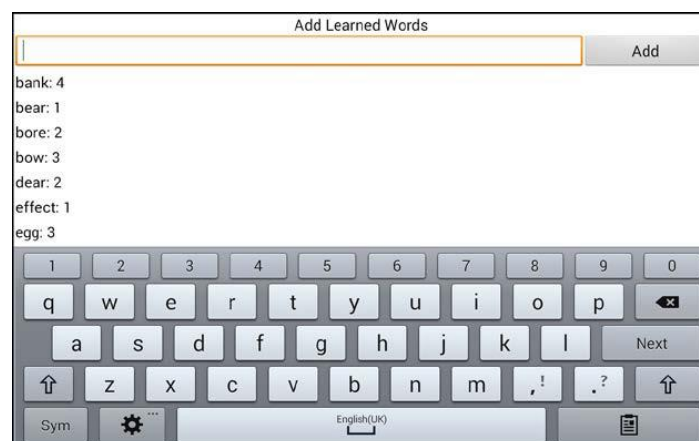 Add Learned Words
Add
bank: 4
bear: 1
bore: 2
bow: 3
dear: 2
effect: 1
egg: 3
1 2 3 4 5 6 7 8 9 0
q w e r t y u i o p
a s d f g h j k l Next
z x c v b n m ,! .?
Sym ... English(UK)